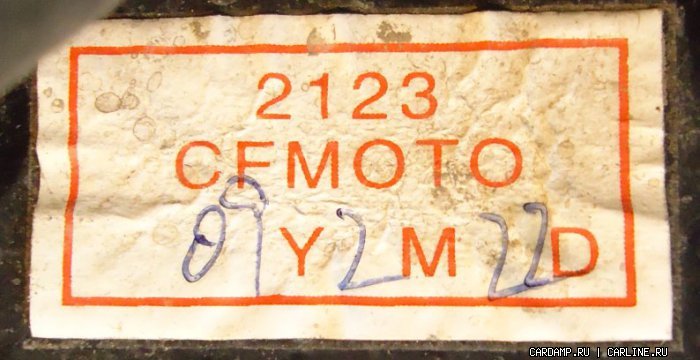 2123
CFMOTO
09 Y 2 M 22 D
CARDAMP.RU | CARLINE.RU